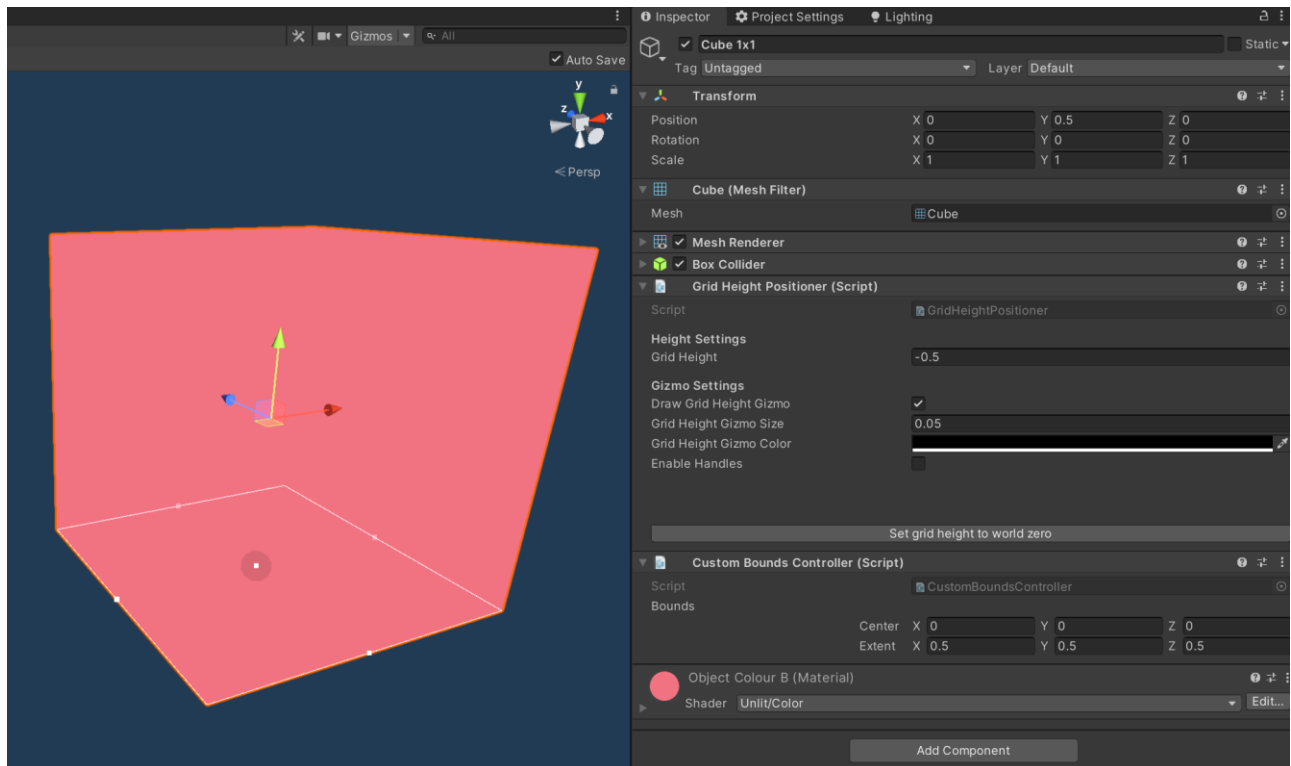 Inspector Project Settings Lighting
Gizmos All
Cube 1x1 Static
Auto Save
Tag Untagged Layer Default
y
z
x
Persp
Transform
Position X 0 Y 0.5 Z 0
Rotation X 0 Y 0 Z 0
Scale X 1 Y 1 Z 1
Cube (Mesh Filter)
Mesh Cube
Mesh Renderer
Box Collider
Grid Height Positioner (Script)
Script GridHeightPositioner
Height Settings
Grid Height -0.5
Gizmo Settings
Draw Grid Height Gizmo
Grid Height Gizmo Size 0.05
Grid Height Gizmo Color
Enable Handles
Set grid height to world zero
Custom Bounds Controller (Script)
Script CustomBoundsController
Bounds
Center X 0 Y 0 Z 0
Extent X 0.5 Y 0.5 Z 0.5
Object Colour B (Material)
Shader Unlit/Color Edit...
Add Component